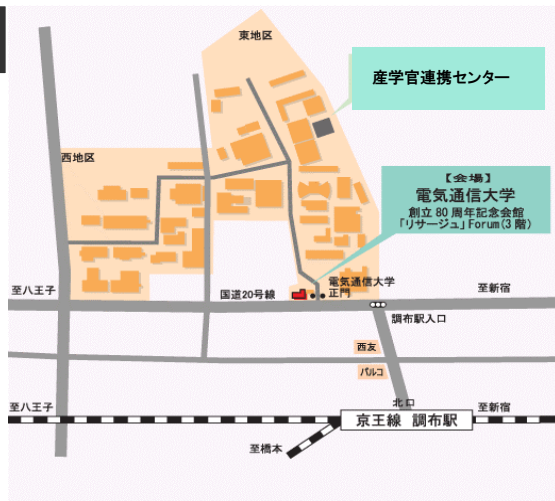 東地区
産学官連携センター
西地区
【会場】
電気通信大学
創立80周年記念会館
「リサージュ」Forum(3階)
至八王子
国道20号線
電気通信大学
正門
至新宿
調布駅入口
西友
パルコ
北口
至八王子
京王線 調布駅
至新宿
至橋本